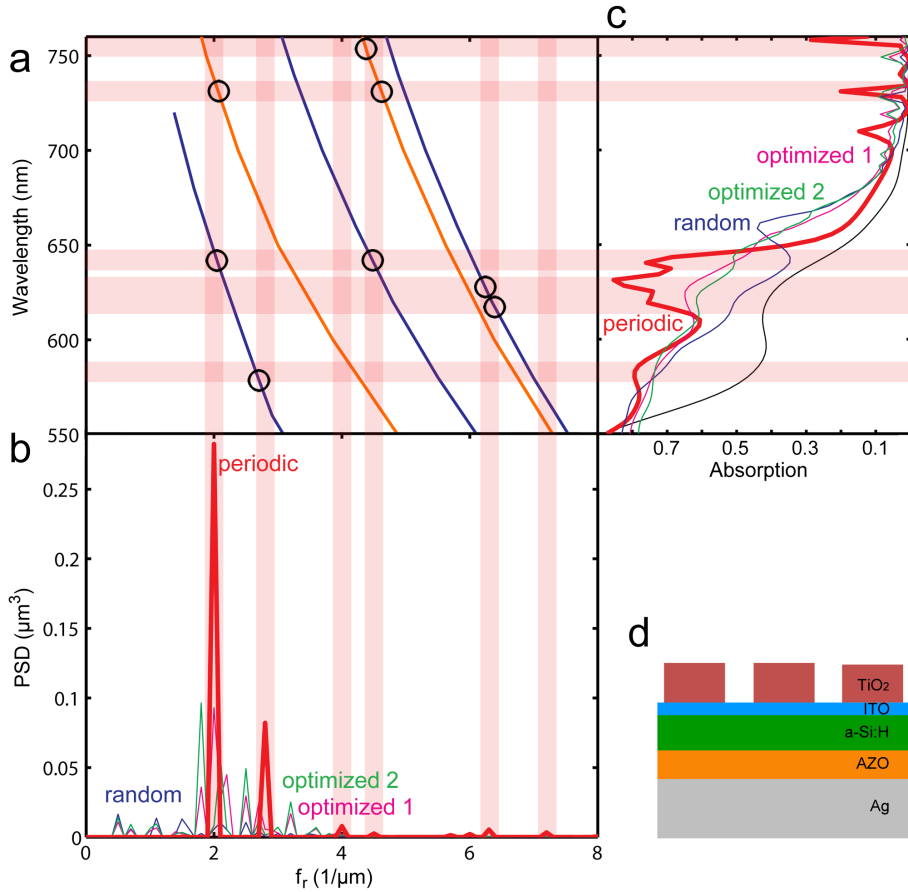 a
c
760
700
650
600
550
Wavelength (nm)
optimized 1
optimized 2
random
periodic
0.7
0.5
0.3
0.1
Absorption
b
periodic
0.25
0.2
0.15
0.1
0.05
0
PSD (µm³)
random
optimized 2
optimized 1
0
2
4
6
8
fᵣ (1/µm)
d
TiO₂
ITO
a-Si:H
AZO
Ag